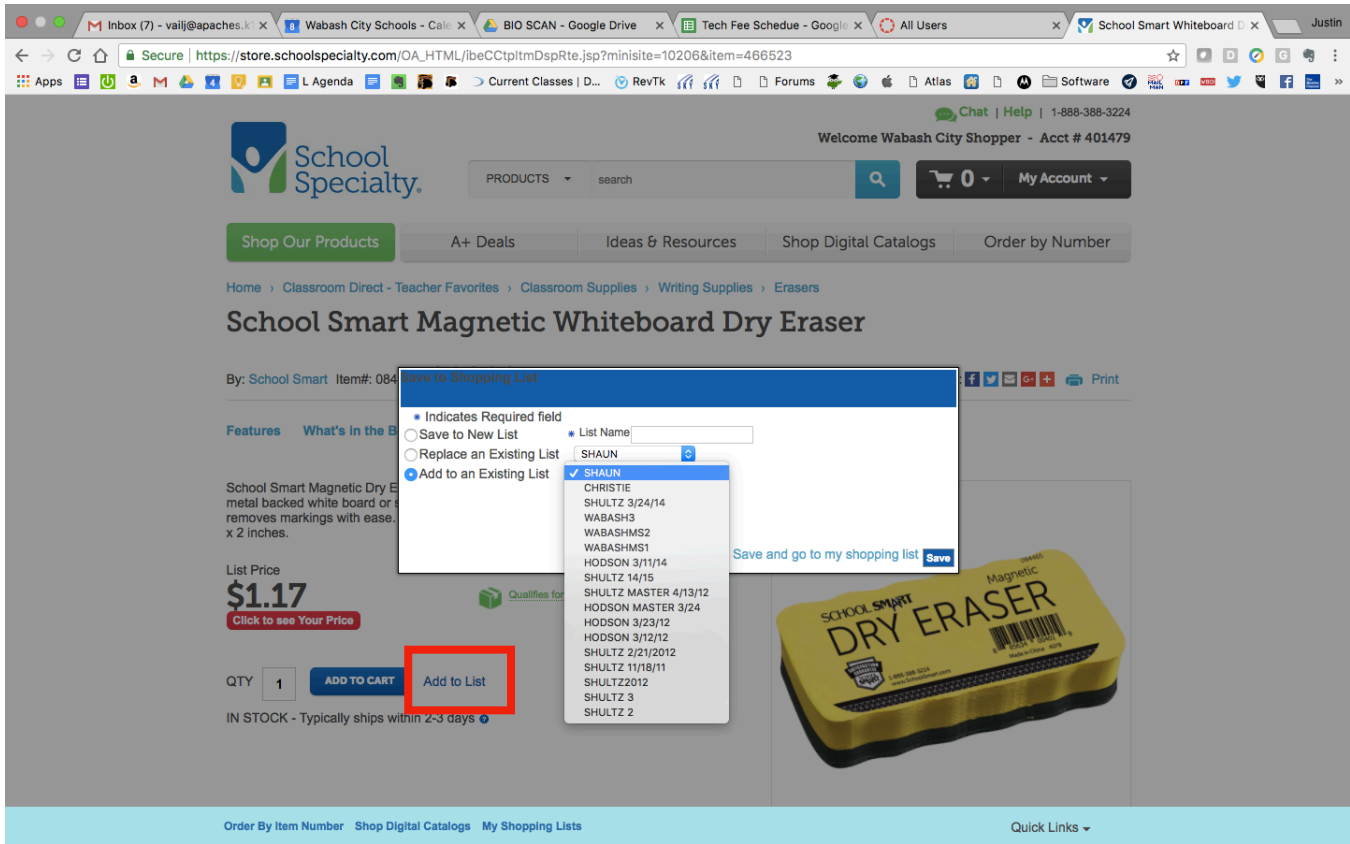 Inbox (7) - vailj@apaches.k1
Wabash City Schools - Cale
BIO SCAN - Google Drive
Tech Fee Schedue - Google
All Users
School Smart Whiteboard D
Justin
Secure | https://store.schoolspecialty.com/OA_HTML/ibeCCtpItmDspRte.jsp?minisite=10206&item=466523
Apps
L Agenda
Current Classes | D...
RevTk
Forums
Atlas
Software
»
Chat | Help | 1-888-388-3224
Welcome Wabash City Shopper - Acct # 401479
School Specialty.
PRODUCTS
search
0
My Account
Shop Our Products
A+ Deals
Ideas & Resources
Shop Digital Catalogs
Order by Number
Home › Classroom Direct - Teacher Favorites › Classroom Supplies › Writing Supplies › Erasers
School Smart Magnetic Whiteboard Dry Eraser
By: School Smart Item#: 084
Print
Save to Shopping List
* Indicates Required field
Save to New List
* List Name
Replace an Existing List
SHAUN
Add to an Existing List
✓ SHAUN
CHRISTIE
SHULTZ 3/24/14
WABASH3
WABASHMS2
WABASHMS1
HODSON 3/11/14
SHULTZ 14/15
SHULTZ MASTER 4/13/12
HODSON MASTER 3/24
HODSON 3/23/12
HODSON 3/12/12
SHULTZ 2/21/2012
SHULTZ 11/18/11
SHULTZ2012
SHULTZ 3
SHULTZ 2
Save and go to my shopping list
Save
Features
What's in the B
School Smart Magnetic Dry E
metal backed white board or s
removes markings with ease.
x 2 inches.
List Price
$1.17
Click to see Your Price
Qualifies for
QTY
1
ADD TO CART
Add to List
IN STOCK - Typically ships within 2-3 days
084465
Magnetic
SCHOOL SMART
DRY ERASER
1-888-388-3224
www.SchoolSmart.com
Made in China
Order By Item Number
Shop Digital Catalogs
My Shopping Lists
Quick Links